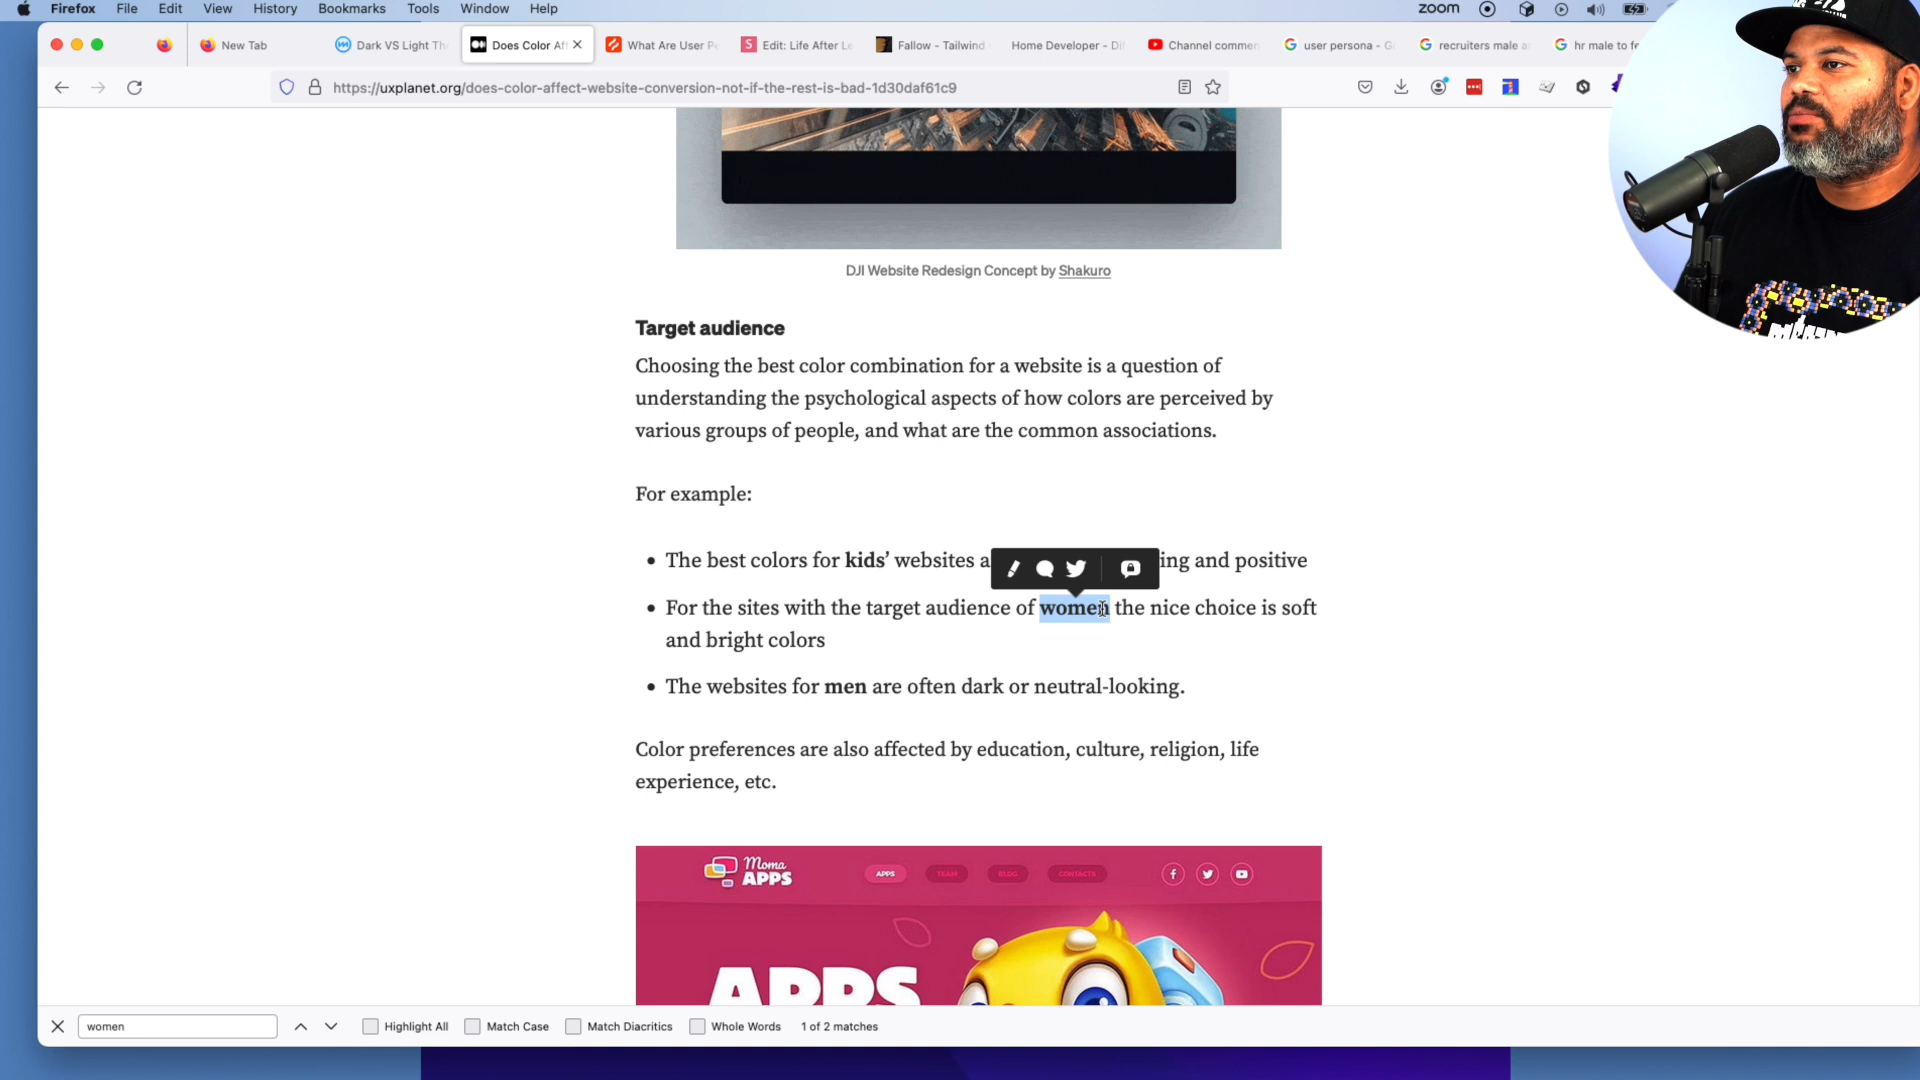 Firefox File Edit View History Bookmarks Tools Window Help zoom
New Tab Dark VS Light Th Does Color Af What Are User Pe Edit: Life After Le Fallow - Tailwind Home Developer - Di Channel commen user persona - G recruiters male a hr male to fe
https://uxplanet.org/does-color-affect-website-conversion-not-if-the-rest-is-bad-1d30daf61c9
DJI Website Redesign Concept by Shakuro
Target audience
Choosing the best color combination for a website is a question of
understanding the psychological aspects of how colors are perceived by
various groups of people, and what are the common associations.
For example:
• The best colors for kids’ websites a ing and positive
• For the sites with the target audience of women the nice choice is soft
and bright colors
• The websites for men are often dark or neutral-looking.
Color preferences are also affected by education, culture, religion, life
experience, etc.
Moma
APPS
APPS TEAM BLOG CONTACTS
APPS
women Highlight All Match Case Match Diacritics Whole Words 1 of 2 matches